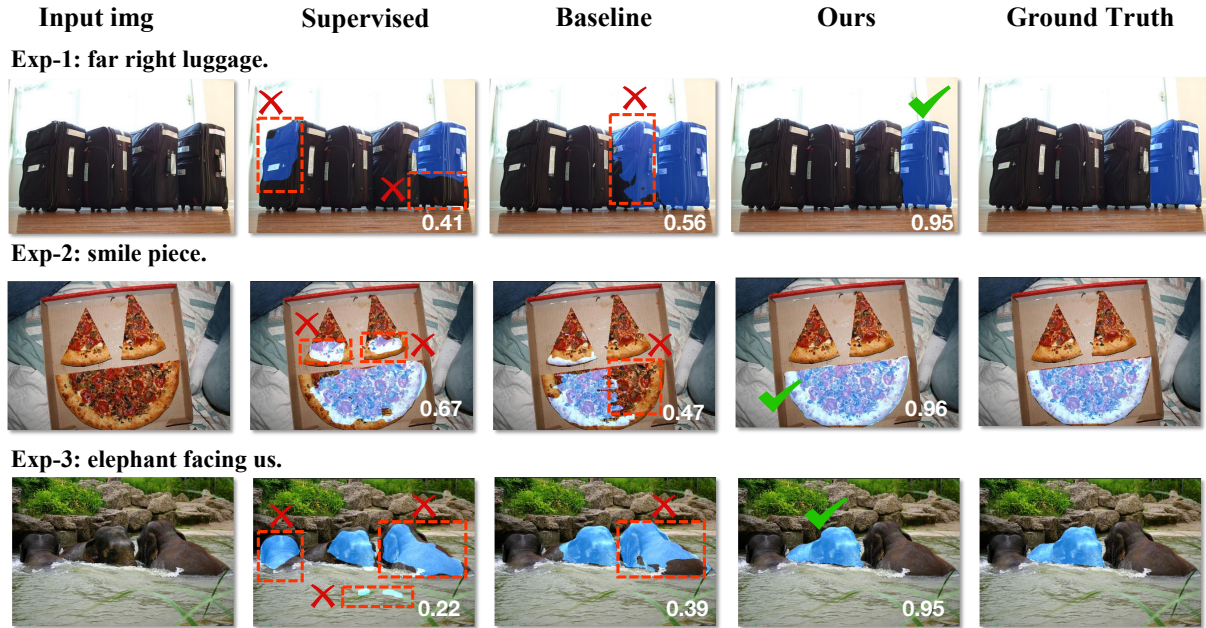 Input img Supervised Baseline Ours Ground Truth
Exp-1: far right luggage.
0.41 0.56 0.95
Exp-2: smile piece.
0.67 0.47 0.96
Exp-3: elephant facing us.
0.22 0.39 0.95